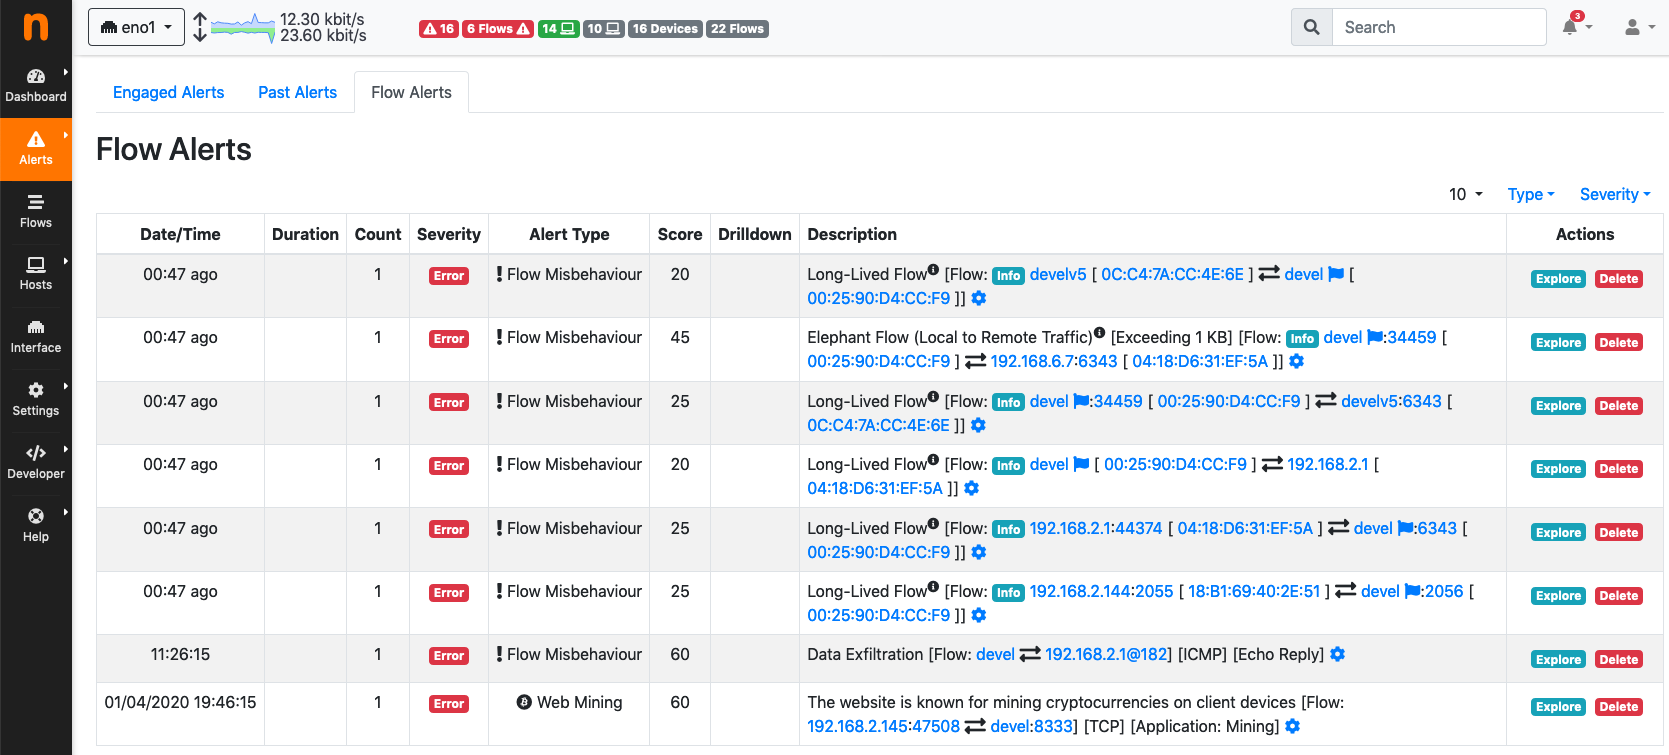 n
eno1
12.30 kbit/s
23.60 kbit/s
16
6 Flows
14
10
16 Devices
22 Flows
Search
3
Dashboard
Alerts
Flows
Hosts
Interface
Settings
Developer
Help
Engaged Alerts
Past Alerts
Flow Alerts
Flow Alerts
10
Type
Severity
Date/Time Duration Count Severity Alert Type Score Drilldown Description Actions
00:47 ago 1 Error Flow Misbehaviour 20 Long-Lived Flow [Flow: Info develv5 [ 0C:C4:7A:CC:4E:6E ] devel [ Explore Delete
00:25:90:D4:CC:F9 ]]
00:47 ago 1 Error Flow Misbehaviour 45 Elephant Flow (Local to Remote Traffic) [Exceeding 1 KB] [Flow: Info devel :34459 [ Explore Delete
00:25:90:D4:CC:F9 ] 192.168.6.7:6343 [ 04:18:D6:31:EF:5A ]]
00:47 ago 1 Error Flow Misbehaviour 25 Long-Lived Flow [Flow: Info devel :34459 [ 00:25:90:D4:CC:F9 ] develv5:6343 [ Explore Delete
0C:C4:7A:CC:4E:6E ]]
00:47 ago 1 Error Flow Misbehaviour 20 Long-Lived Flow [Flow: Info devel [ 00:25:90:D4:CC:F9 ] 192.168.2.1 [ Explore Delete
04:18:D6:31:EF:5A ]]
00:47 ago 1 Error Flow Misbehaviour 25 Long-Lived Flow [Flow: Info 192.168.2.1:44374 [ 04:18:D6:31:EF:5A ] devel :6343 [ Explore Delete
00:25:90:D4:CC:F9 ]]
00:47 ago 1 Error Flow Misbehaviour 25 Long-Lived Flow [Flow: Info 192.168.2.144:2055 [ 18:B1:69:40:2E:51 ] devel :2056 [ Explore Delete
00:25:90:D4:CC:F9 ]]
11:26:15 1 Error Flow Misbehaviour 60 Data Exfiltration [Flow: devel 192.168.2.1@182] [ICMP] [Echo Reply] Explore Delete
01/04/2020 19:46:15 1 Error Web Mining 60 The website is known for mining cryptocurrencies on client devices [Flow: Explore Delete
192.168.2.145:47508 devel:8333] [TCP] [Application: Mining]